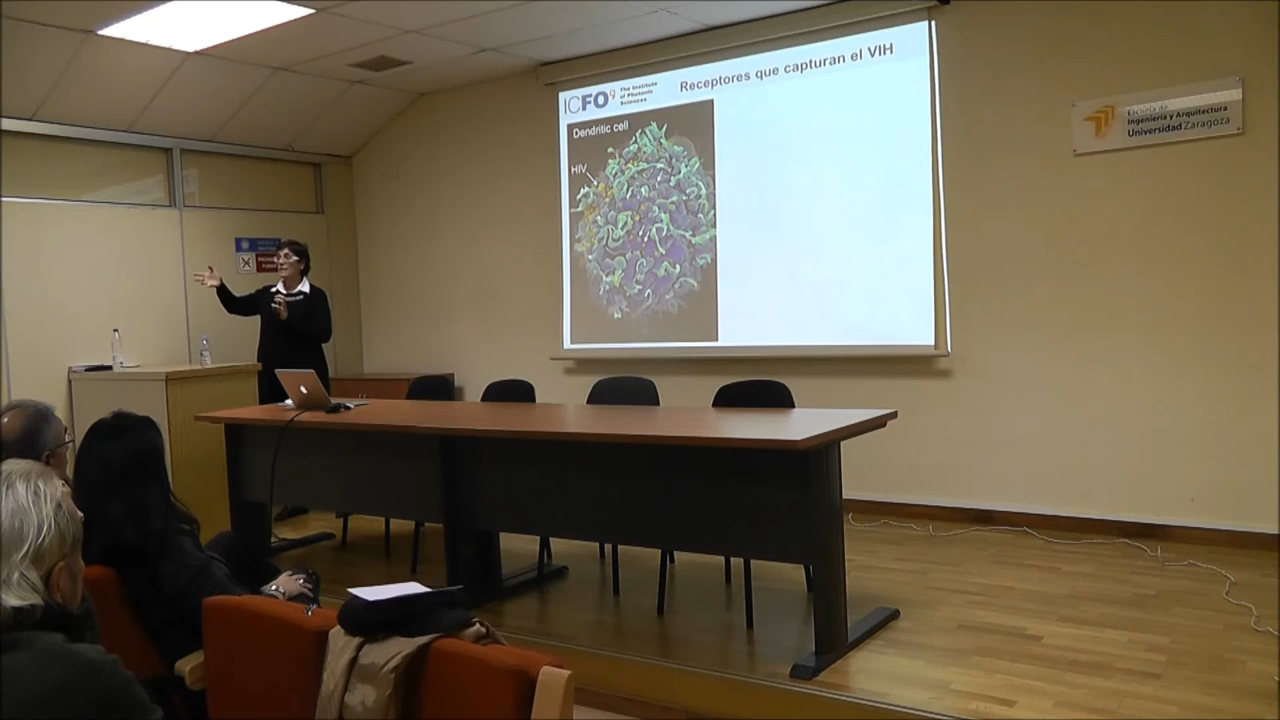 ICFO
The Institute
of Photonic
Sciences
Receptores que capturan el VIH
Dendritic cell
HIV
Escuela de
Ingeniería y Arquitectura
Universidad Zaragoza